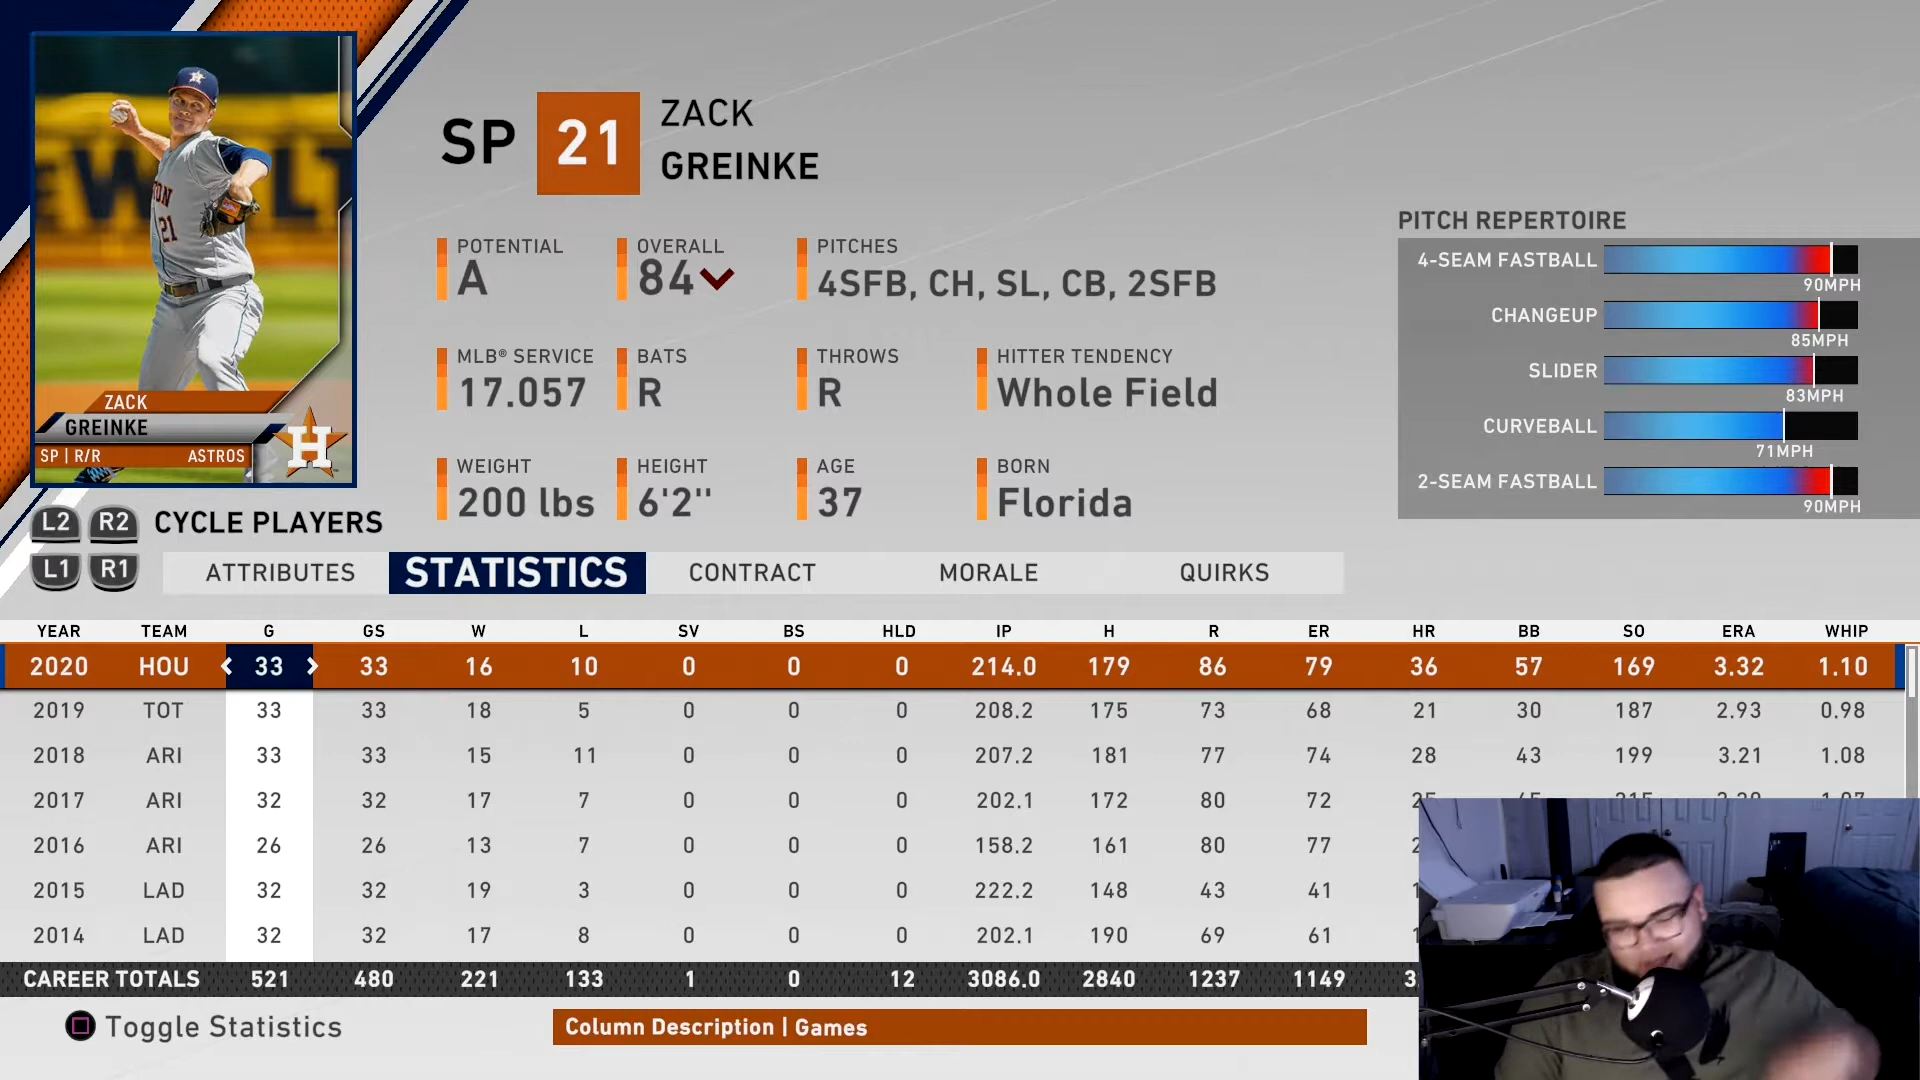 SP 21 ZACK GREINKE
POTENTIAL A
OVERALL 84
PITCHES 4SFB, CH, SL, CB, 2SFB
MLB® SERVICE 17.057
BATS R
THROWS R
HITTER TENDENCY Whole Field
WEIGHT 200 lbs
HEIGHT 6'2"
AGE 37
BORN Florida
PITCH REPERTOIRE
4-SEAM FASTBALL 90MPH
CHANGEUP 85MPH
SLIDER 83MPH
CURVEBALL 71MPH
2-SEAM FASTBALL 90MPH
21
ZACK
GREINKE
SP | R/R ASTROS
H
L2 R2 CYCLE PLAYERS
L1 R1
ATTRIBUTES STATISTICS CONTRACT MORALE QUIRKS
YEAR TEAM G GS W L SV BS HLD IP H R ER HR BB SO ERA WHIP
2020 HOU < 33 > 33 16 10 0 0 0 214.0 179 86 79 36 57 169 3.32 1.10
2019 TOT 33 33 18 5 0 0 0 208.2 175 73 68 21 30 187 2.93 0.98
2018 ARI 33 33 15 11 0 0 0 207.2 181 77 74 28 43 199 3.21 1.08
2017 ARI 32 32 17 7 0 0 0 202.1 172 80 72
2016 ARI 26 26 13 7 0 0 0 158.2 161 80 77
2015 LAD 32 32 19 3 0 0 0 222.2 148 43 41
2014 LAD 32 32 17 8 0 0 0 202.1 190 69 61
CAREER TOTALS 521 480 221 133 1 0 12 3086.0 2840 1237 1149
Toggle Statistics
Column Description | Games